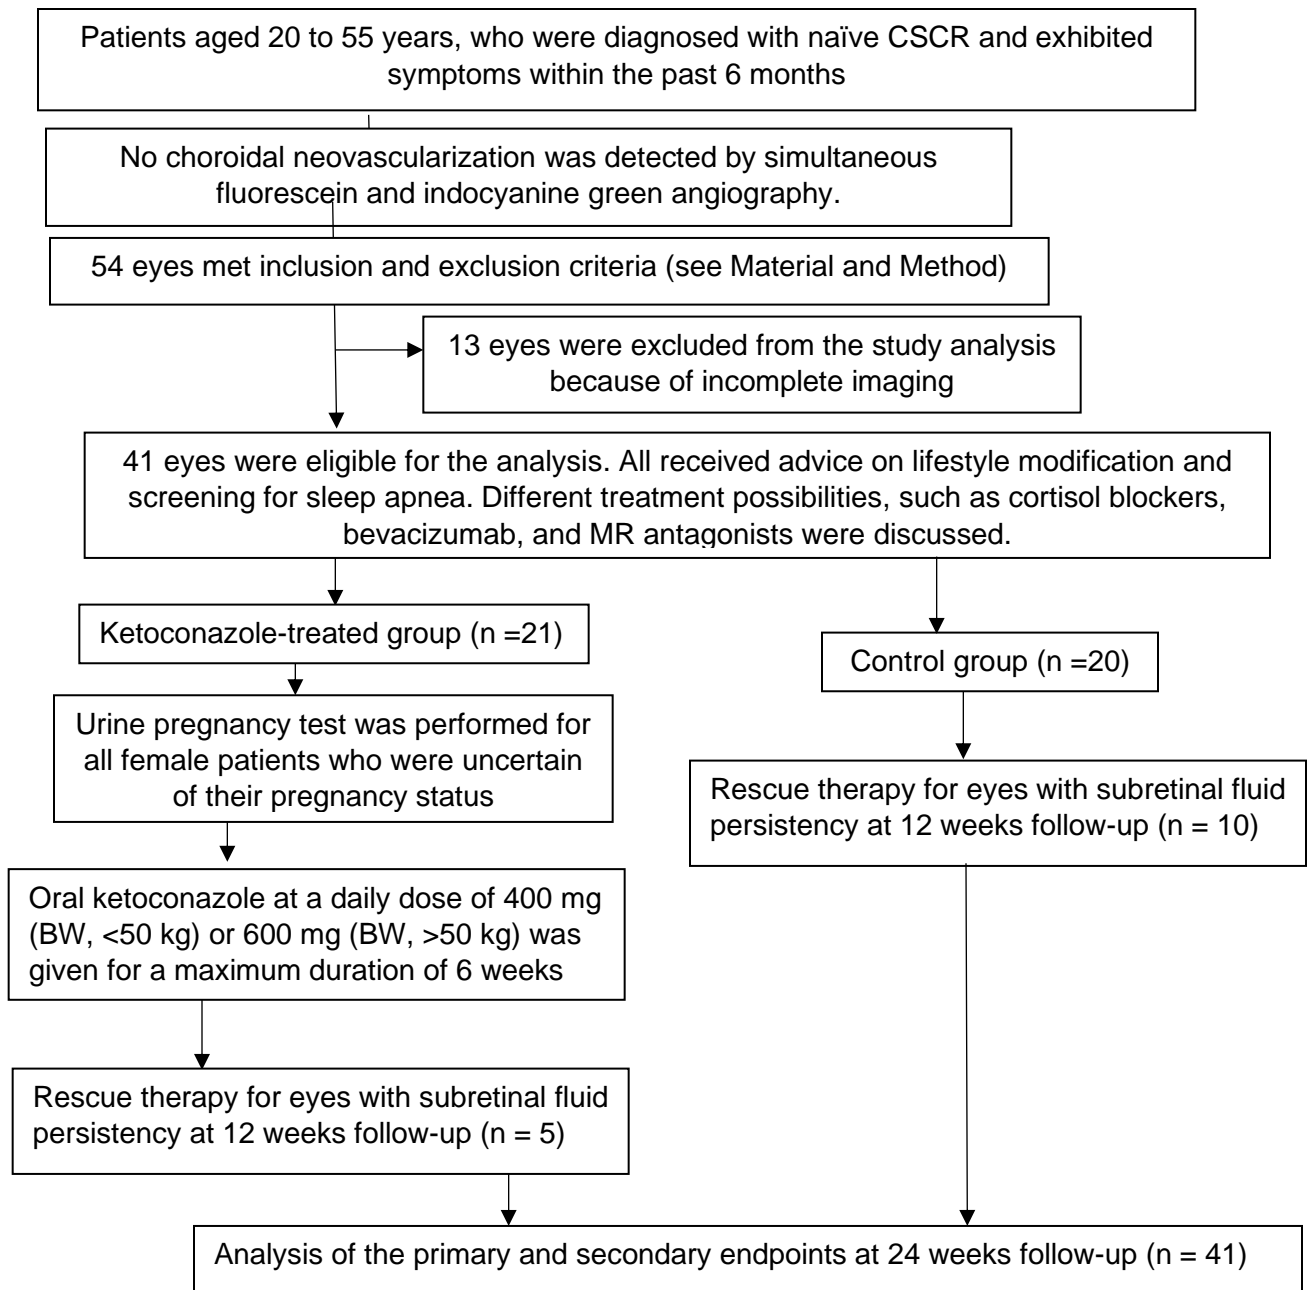 Patients aged 20 to 55 years, who were diagnosed with naïve CSCR and exhibited
symptoms within the past 6 months
No choroidal neovascularization was detected by simultaneous
fluorescein and indocyanine green angiography.
54 eyes met inclusion and exclusion criteria (see Material and Method)
13 eyes were excluded from the study analysis
because of incomplete imaging
41 eyes were eligible for the analysis. All received advice on lifestyle modification and
screening for sleep apnea. Different treatment possibilities, such as cortisol blockers,
bevacizumab, and MR antagonists were discussed.
Ketoconazole-treated group (n =21)
Urine pregnancy test was performed for
all female patients who were uncertain
of their pregnancy status
Oral ketoconazole at a daily dose of 400 mg
(BW, <50 kg) or 600 mg (BW, >50 kg) was
given for a maximum duration of 6 weeks
Rescue therapy for eyes with subretinal fluid
persistency at 12 weeks follow-up (n = 5)
Control group (n =20)
Rescue therapy for eyes with subretinal fluid
persistency at 12 weeks follow-up (n = 10)
Analysis of the primary and secondary endpoints at 24 weeks follow-up (n = 41)